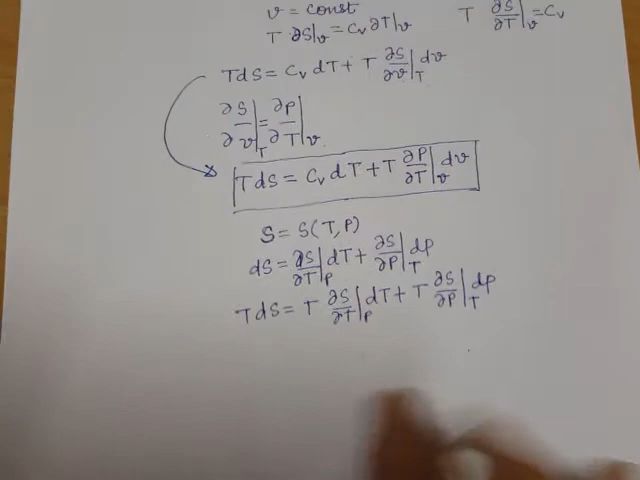 v = const
T ∂S|v = Cv ∂T|v   T ∂S/∂T|v = Cv
TdS = Cv dT + T ∂S/∂v|T dv
∂S/∂v|T = ∂P/∂T|v
TdS = Cv dT + T ∂P/∂T|v dv
S = S(T,P)
dS = ∂S/∂T|P dT + ∂S/∂P|T dp
TdS = T ∂S/∂T|P dT + T ∂S/∂P|T dp